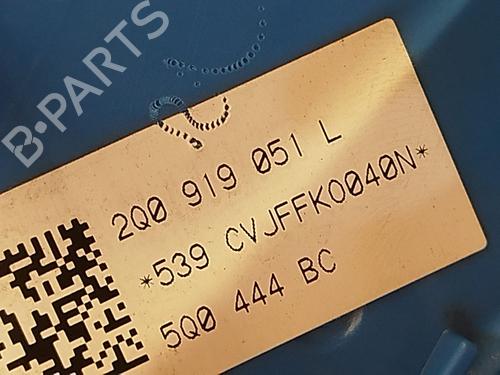 B·PARTS
2Q0 919 051 L
*539 CVJFFK0040N*
5Q0 444 BC